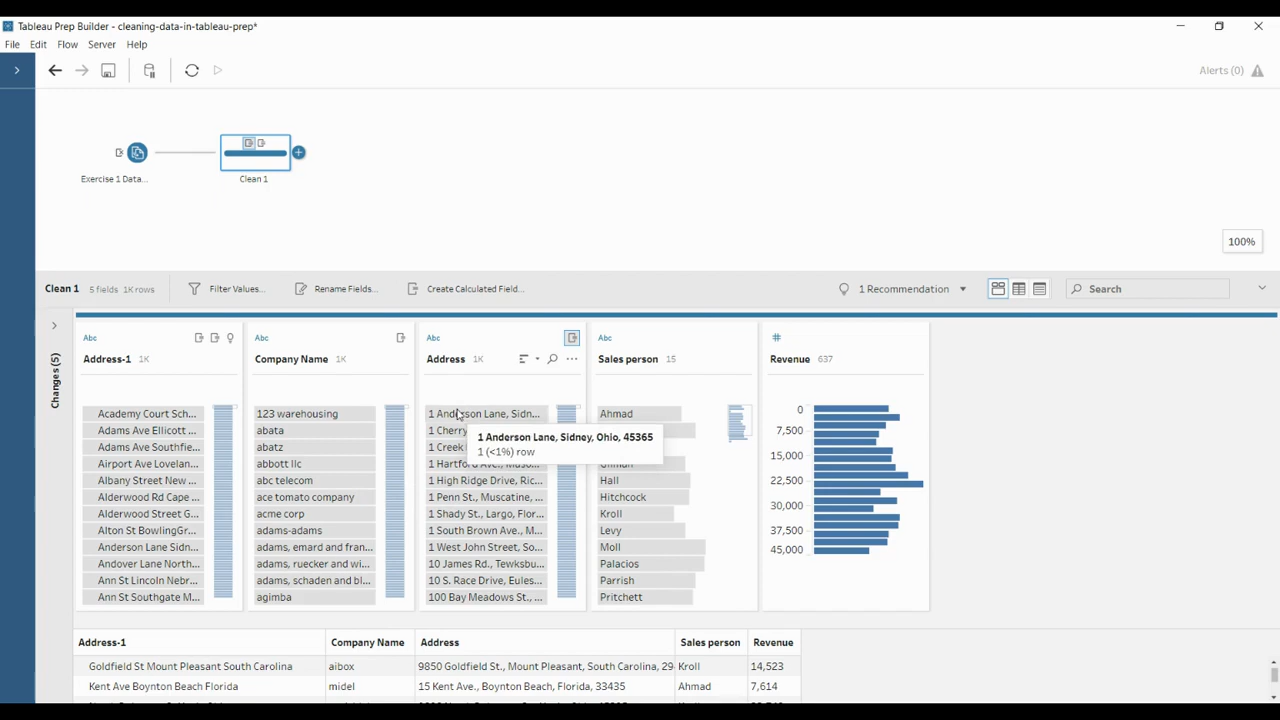 Tableau Prep Builder - cleaning-data-in-tableau-prep*
File Edit Flow Server Help
Alerts (0)
Exercise 1 Data...
Clean 1
100%
Clean 1 5 fields 1K rows
Filter Values...
Rename Fields...
Create Calculated Field...
1 Recommendation
Search
Changes (5)
Abc
Address-1 1K
Academy Court Sch...
Adams Ave Ellicott ...
Adams Ave Southfie...
Airport Ave Lovelan...
Albany Street New ...
Alderwood Rd Cape ...
Alderwood Street G...
Alton St BowlingGr...
Anderson Lane Sidn...
Andover Lane North...
Ann St Lincoln Nebr...
Ann St Southgate M...
Abc
Company Name 1K
123 warehousing
abata
abatz
abbott llc
abc telecom
ace tomato company
acme corp
adams-adams
adams, emard and fran...
adams, ruecker and wi...
adams, schaden and bl...
agimba
Abc
Address 1K
1 Anderson Lane, Sidn...
1 Cherr
1 Creek
1 Hartf
1 High Ridge Drive, Ric...
1 Penn St., Muscatine, ...
1 Shady St., Largo, Flor...
1 South Brown Ave., M...
1 West John Street, So...
10 James Rd., Tewksbu...
10 S. Race Drive, Eules...
100 Bay Meadows St., ...
1 Anderson Lane, Sidney, Ohio, 45365
1 (<1%) row
Abc
Sales person 15
Ahmad
Hall
Hitchcock
Kroll
Levy
Moll
Palacios
Parrish
Pritchett
#
Revenue 637
0
7,500
15,000
22,500
30,000
37,500
45,000
Address-1 Company Name Address Sales person Revenue
Goldfield St Mount Pleasant South Carolina aibox 9850 Goldfield St., Mount Pleasant, South Carolina, 29 Kroll 14,523
Kent Ave Boynton Beach Florida midel 15 Kent Ave., Boynton Beach, Florida, 33435 Ahmad 7,614